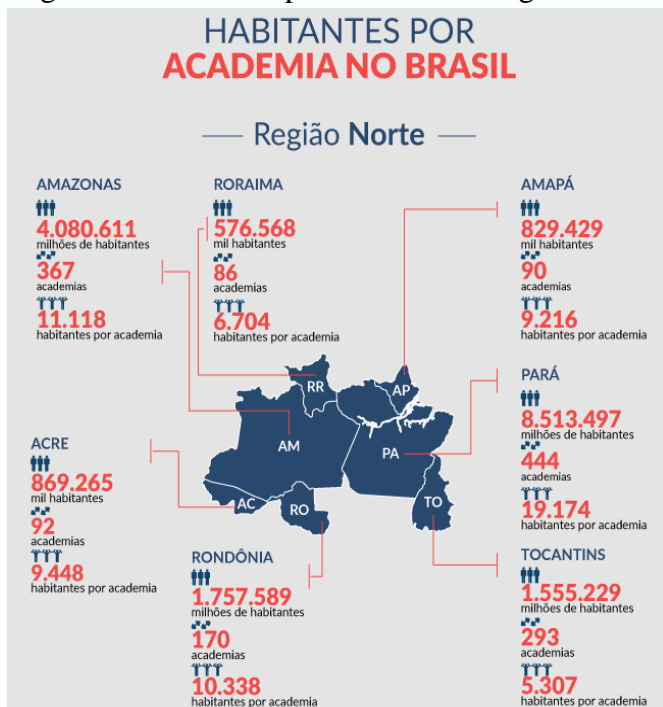 HABITANTES POR
ACADEMIA NO BRASIL
Região Norte
AMAZONAS
4.080.611
milhões de habitantes
367
academias
11.118
habitantes por academia
RORAIMA
576.568
mil habitantes
86
academias
6.704
habitantes por academia
AMAPÁ
829.429
mil habitantes
90
academias
9.216
habitantes por academia
PARÁ
8.513.497
milhões de habitantes
444
academias
19.174
habitantes por academia
ACRE
869.265
mil habitantes
92
academias
9.448
habitantes por academia
RR
AP
AM
PA
AC
RO
TO
RONDÔNIA
1.757.589
milhões de habitantes
170
academias
10.338
habitantes por academia
TOCANTINS
1.555.229
milhões de habitantes
293
academias
5.307
habitantes por academia